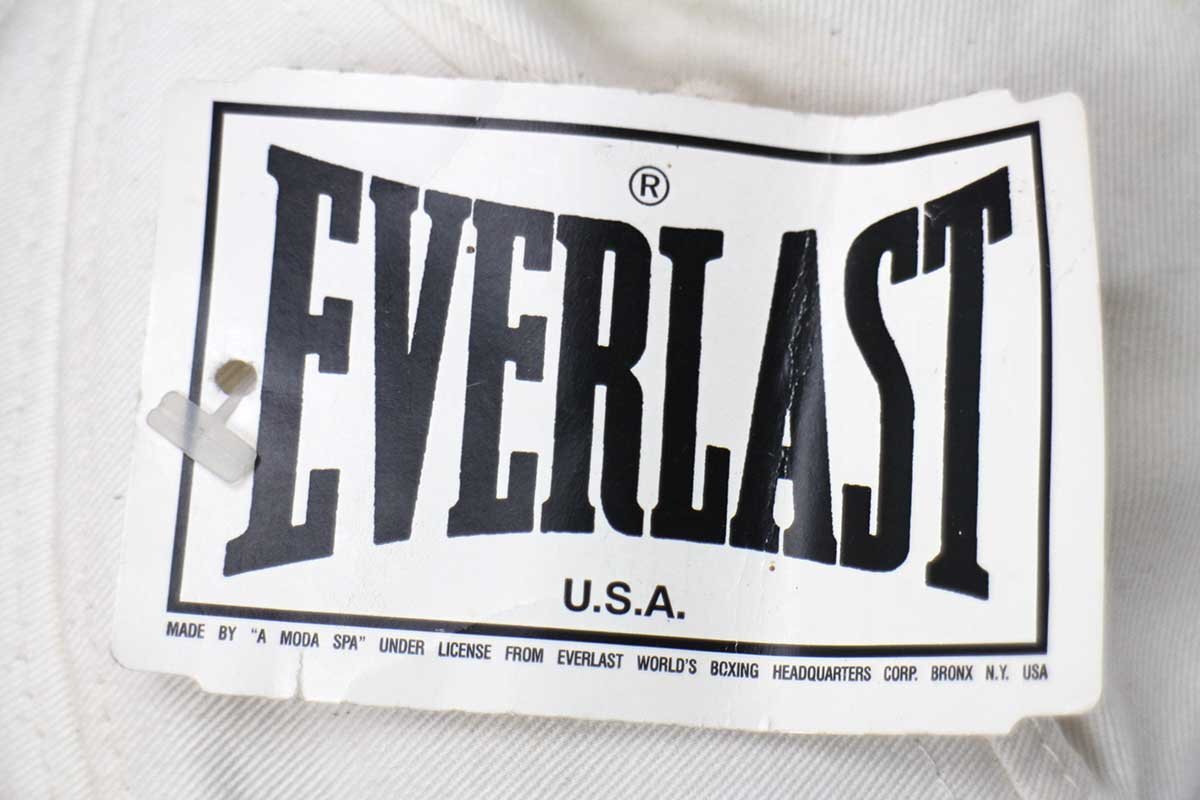 ®
EVERLAST
U.S.A.
MADE BY "A MODA SPA" UNDER LICENSE FROM EVERLAST WORLD'S BOXING HEADQUARTERS CORP. BRONX N.Y. USA